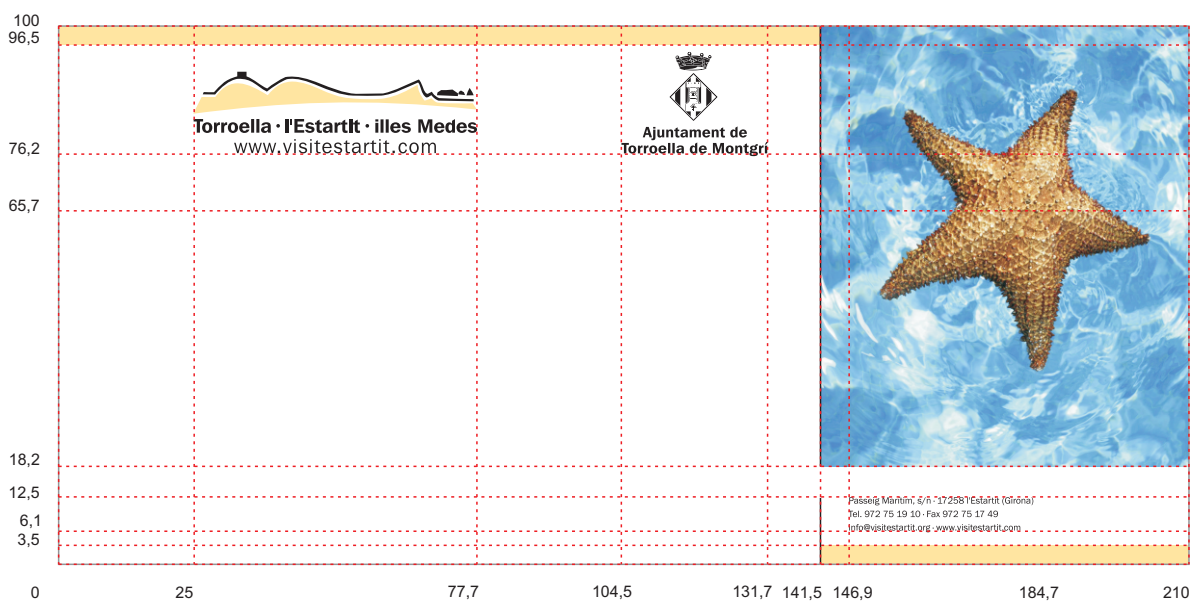 100
96,5
Torroella · l'Estartit · illes Medes
www.visitestartit.com
Ajuntament de
Torroella de Montgrí
76,2
65,7
18,2
12,5
Passeig Marítim, s/n · 17258 l'Estartit (Girona)
Tel. 972 75 19 10 · Fax 972 75 17 49
6,1
info@visitestartit.org · www.visitestartit.com
3,5
0 25 77,7 104,5 131,7 141,5 146,9 184,7 210